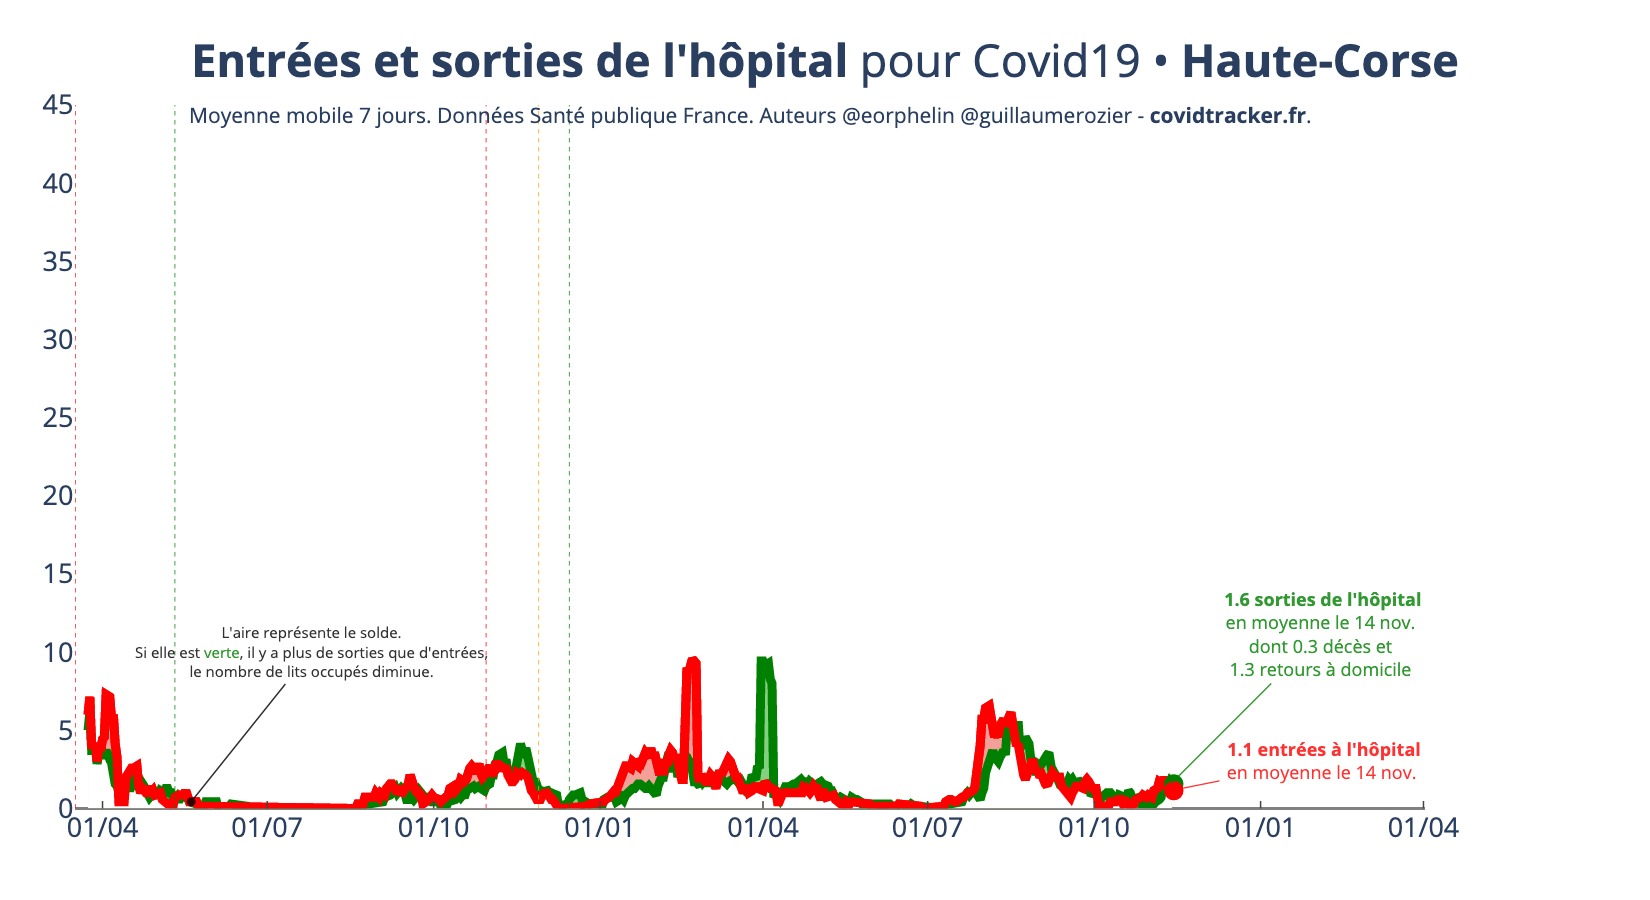 Entrées et sorties de l'hôpital pour Covid19 • Haute-Corse
Moyenne mobile 7 jours. Données Santé publique France. Auteurs @eorphelin @guillaumerozier - covidtracker.fr.
45
40
35
30
25
20
15
10
5
0
L'aire représente le solde.
Si elle est verte, il y a plus de sorties que d'entrées,
le nombre de lits occupés diminue.
1.6 sorties de l'hôpital
en moyenne le 14 nov.
dont 0.3 décès et
1.3 retours à domicile
1.1 entrées à l'hôpital
en moyenne le 14 nov.
01/04 01/07 01/10 01/01 01/04 01/07 01/10 01/01 01/04